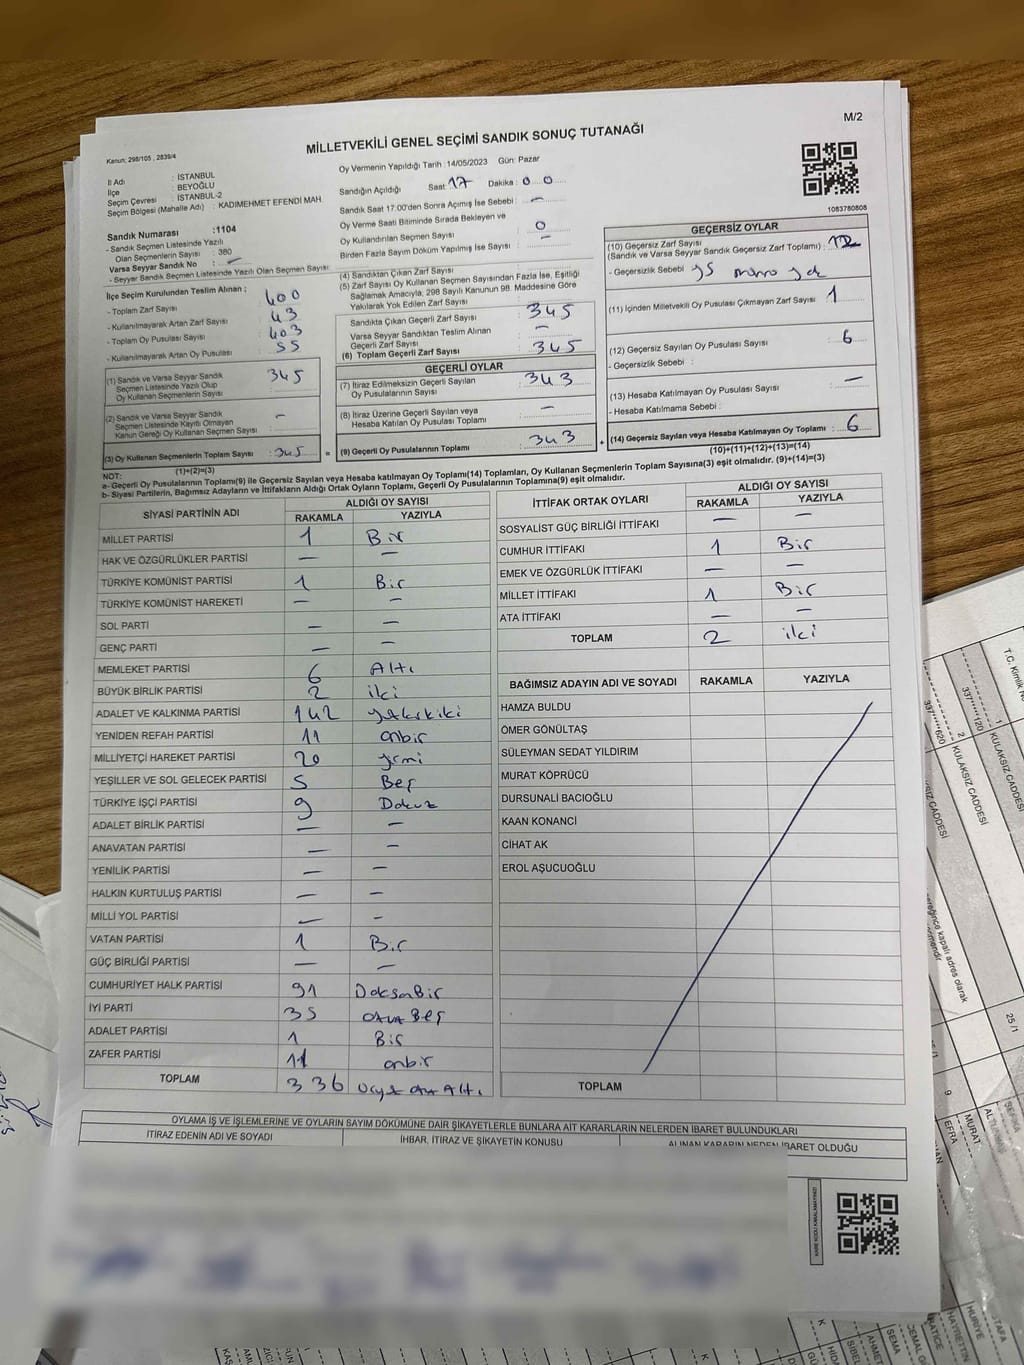 M/2
MİLLETVEKİLİ GENEL SEÇİMİ SANDIK SONUÇ TUTANAĞI
Kanun: 298/105 , 2839/4
İl Adı : İSTANBUL
İlçe : BEYOĞLU
Seçim Çevresi : İSTANBUL-2
Seçim Bölgesi (Mahalle Adı) : KADIMEHMET EFENDİ MAH.
Sandık Numarası :1104
- Sandık Seçmen Listesinde Yazılı
Olan Seçmenlerin Sayısı : 380
Varsa Seyyar Sandık No : –
- Seyyar Sandık Seçmen Listesinde Yazılı Olan Seçmen Sayısı :
İlçe Seçim Kurulundan Teslim Alınan ;
- Toplam Zarf Sayısı : 400
- Kullanılmayarak Artan Zarf Sayısı : 43
- Toplam Oy Pusulası Sayısı : 403
- Kullanılmayarak Artan Oy Pusulası : 55
(1) Sandık ve Varsa Seyyar Sandık
Seçmen Listesinde Yazılı Olup
Oy Kullanan Seçmenlerin Sayısı : 345
(2) Sandık ve Varsa Seyyar Sandık
Seçmen Listesinde Kayıtlı Olmayan
Kanun Gereği Oy Kullanan Seçmen Sayısı : –
(3) Oy Kullanan Seçmenlerin Toplam Sayısı : 345
(1)+(2)=(3)
Oy Vermenin Yapıldığı Tarih : 14/05/2023 Gün: Pazar
Sandığın Açıldığı Saat : 17 Dakika : 00
Sandık Saat 17:00'den Sonra Açımış İse Sebebi : –
Oy Verme Saati Bitiminde Sırada Bekleyen ve
Oy Kullandırılan Seçmen Sayısı : 0
Birden Fazla Sayım Döküm Yapılmış İse Sayısı : –
(4) Sandıktan Çıkan Zarf Sayısı :
(5) Zarf Sayısı Oy Kullanan Seçmen Sayısından Fazla İse, Eşitliği
Sağlamak Amacıyla, 298 Sayılı Kanunun 98. Maddesine Göre
Yakılarak Yok Edilen Zarf Sayısı :
Sandıkta Çıkan Geçerli Zarf Sayısı : 345
Varsa Seyyar Sandıktan Teslim Alınan
Geçerli Zarf Sayısı : –
(6) Toplam Geçerli Zarf Sayısı : 345
GEÇERLİ OYLAR
(7) İtiraz Edilmeksizin Geçerli Sayılan
Oy Pusulalarının Sayısı : 343
(8) İtiraz Üzerine Geçerli Sayılan veya
Hesaba Katılan Oy Pusulası Toplamı : –
(9) Geçerli Oy Pusulalarının Toplamı : 343
1083780808
GEÇERSİZ OYLAR
(10) Geçersiz Zarf Sayısı
(Sandık ve Varsa Seyyar Sandık Geçersiz Zarf Toplamı) :
- Geçersizlik Sebebi :
(11) İçinden Milletvekili Oy Pusulası Çıkmayan Zarf Sayısı : 1
(12) Geçersiz Sayılan Oy Pusulası Sayısı : 6
- Geçersizlik Sebebi :
(13) Hesaba Katılmayan Oy Pusulası Sayısı : –
- Hesaba Katılmama Sebebi :
(14) Geçersiz Sayılan veya Hesaba Katılmayan Oy Toplamı : 6
(10)+(11)+(12)+(13)=(14)
NOT:
a- Geçerli Oy Pusulalarının Toplamı(9) ile Geçersiz Sayılan veya Hesaba katılmayan Oy Toplamı(14) Toplamları, Oy Kullanan Seçmenlerin Toplam Sayısına(3) eşit olmalıdır. (9)+(14)=(3)
b- Siyasi Partilerin, Bağımsız Adayların ve İttifakların Aldığı Ortak Oyların Toplamı, Geçerli Oy Pusulalarının Toplamına(9) eşit olmalıdır.
SİYASİ PARTİNİN ADI ALDIĞI OY SAYISI
RAKAMLA YAZIYLA
MİLLET PARTİSİ 1 Bir
HAK VE ÖZGÜRLÜKLER PARTİSİ – –
TÜRKİYE KOMÜNİST PARTİSİ 1 Bir
TÜRKİYE KOMÜNİST HAREKETİ – –
SOL PARTİ – –
GENÇ PARTİ – –
MEMLEKET PARTİSİ 6 Altı
BÜYÜK BİRLİK PARTİSİ 2 iki
ADALET VE KALKINMA PARTİSİ 142
YENİDEN REFAH PARTİSİ 11 onbir
MİLLİYETÇİ HAREKET PARTİSİ 20 yrmi
YEŞİLLER VE SOL GELECEK PARTİSİ 5 Beş
TÜRKİYE İŞÇİ PARTİSİ 9 Dokuz
ADALET BİRLİK PARTİSİ – –
ANAVATAN PARTİSİ – –
YENİLİK PARTİSİ – –
HALKIN KURTULUŞ PARTİSİ – –
MİLLİ YOL PARTİSİ – –
VATAN PARTİSİ 1 Bir
GÜÇ BİRLİĞİ PARTİSİ – –
CUMHURİYET HALK PARTİSİ 91 DoksanBir
İYİ PARTİ 35 otuzBeş
ADALET PARTİSİ 1 Bir
ZAFER PARTİSİ 11 onbir
TOPLAM 336
İTTİFAK ORTAK OYLARI ALDIĞI OY SAYISI
RAKAMLA YAZIYLA
SOSYALİST GÜÇ BİRLİĞİ İTTİFAKI – –
CUMHUR İTTİFAKI 1 Bir
EMEK VE ÖZGÜRLÜK İTTİFAKI – –
MİLLET İTTİFAKI 1 Bir
ATA İTTİFAKI – –
TOPLAM 2 iki
BAĞIMSIZ ADAYIN ADI VE SOYADI RAKAMLA YAZIYLA
HAMZA BULDU
ÖMER GÖNÜLTAŞ
SÜLEYMAN SEDAT YILDIRIM
MURAT KÖPRÜCÜ
DURSUNALİ BACIOĞLU
KAAN KONANCİ
CİHAT AK
EROL AŞUCUOĞLU
TOPLAM
OYLAMA İŞ VE İŞLEMLERİNE VE OYLARIN SAYIM DÖKÜMÜNE DAİR ŞİKAYETLERLE BUNLARA AİT KARARLARIN NELERDEN İBARET BULUNDUKLARI
İTİRAZ EDENİN ADI VE SOYADI İHBAR, İTİRAZ VE ŞİKAYETİN KONUSU ALINAN KARARIN NEDEN İBARET OLDUĞU
T.C. Kimlik
1 337*****120 KULAKSIZ CADDESİ
2 337*****620 KULAKSIZ CADDESİ
kapalı adres olarak
25 /1
9
EFRA
MURAT
HURİYE
HAYRETTİN
HATİCE
CEMAL
SEMA
AHME